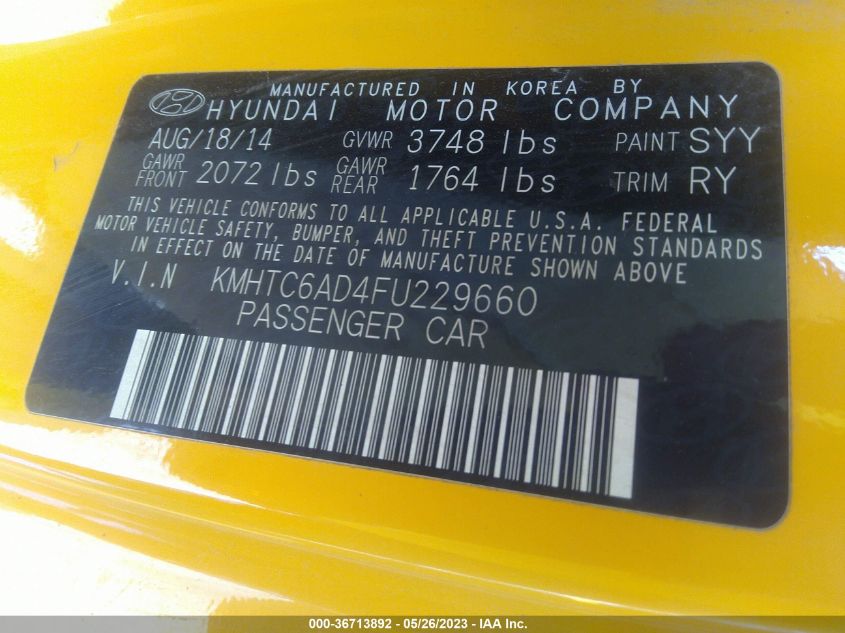 MANUFACTURED IN KOREA BY
HYUNDAI MOTOR COMPANY
AUG/18/14 GVWR 3748 lbs PAINT SYY
GAWR FRONT 2072 lbs GAWR REAR 1764 lbs TRIM RY
THIS VEHICLE CONFORMS TO ALL APPLICABLE U.S.A. FEDERAL
MOTOR VEHICLE SAFETY, BUMPER, AND THEFT PREVENTION STANDARDS
IN EFFECT ON THE DATE OF MANUFACTURE SHOWN ABOVE
V.I.N KMHTC6AD4FU229660
PASSENGER CAR
000-36713892 - 05/26/2023 - IAA Inc.